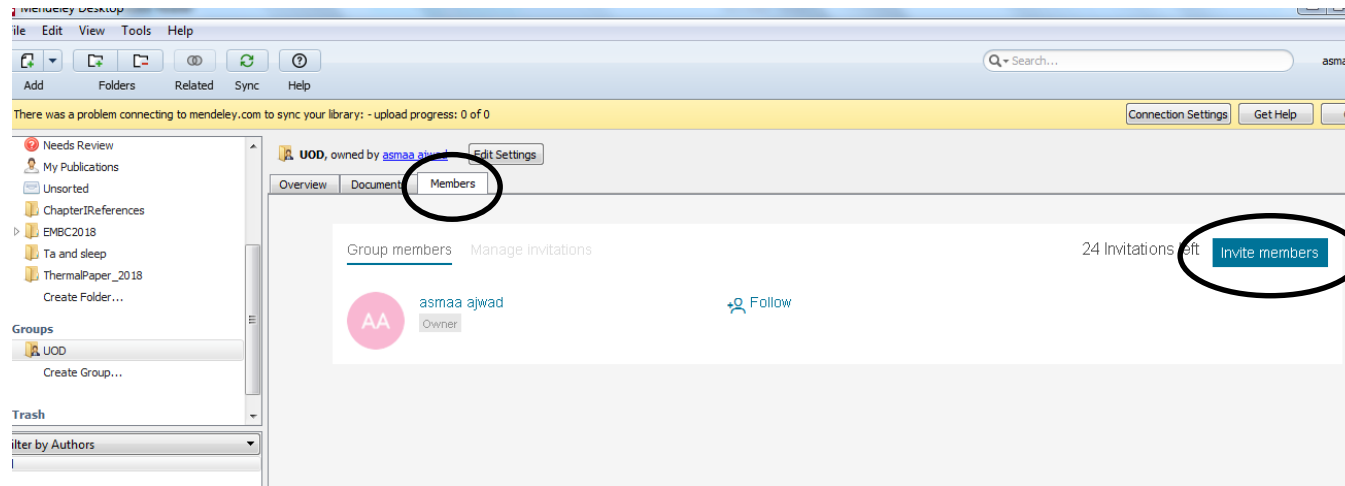 Mendeley Desktop
ile Edit View Tools Help
Search...
asma
Add Folders Related Sync Help
There was a problem connecting to mendeley.com to sync your library: - upload progress: 0 of 0
Connection Settings Get Help
Needs Review
My Publications
Unsorted
ChapterIReferences
EMBC2018
Ta and sleep
ThermalPaper_2018
Create Folder...
Groups
UOD
Create Group...
Trash
ilter by Authors
UOD, owned by asmaa ajwad Edit Settings
Overview Document Members
Group members Manage invitations
24 Invitations left Invite members
AA
asmaa ajwad
Owner
Follow